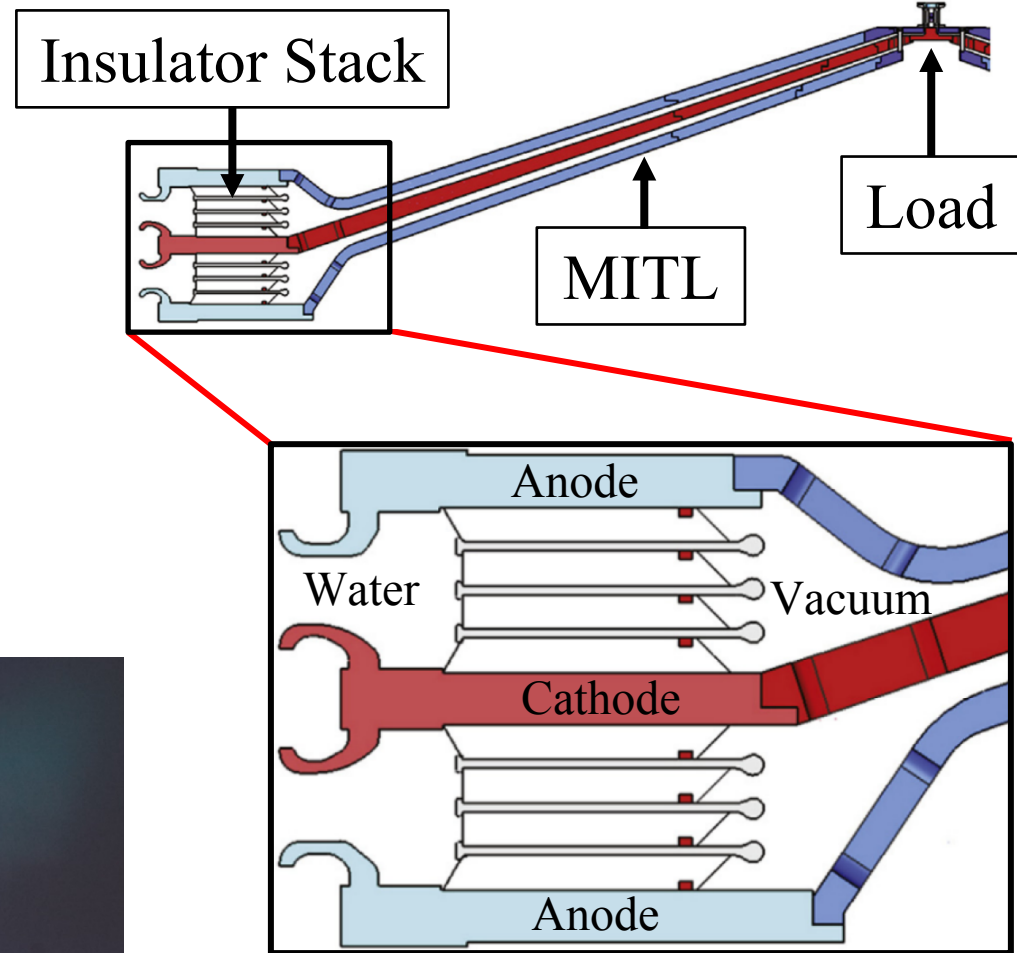 Insulator Stack
Load
MITL
Anode
Water
Vacuum
Cathode
Anode